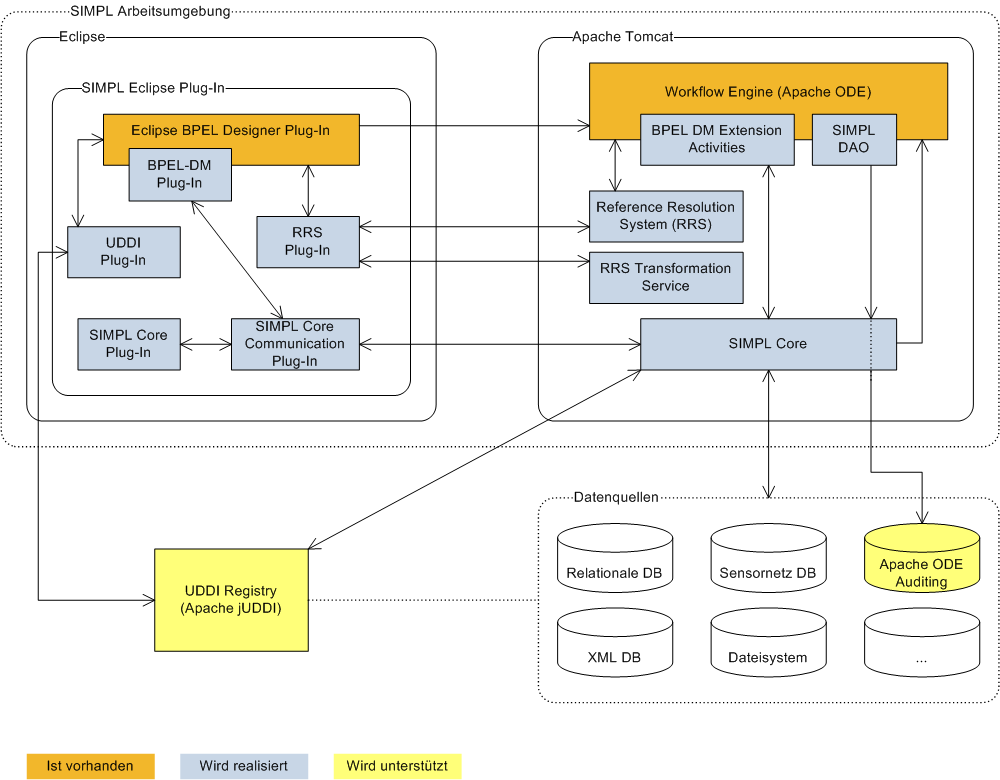 SIMPL Arbeitsumgebung
Eclipse
SIMPL Eclipse Plug-In
Eclipse BPEL Designer Plug-In
BPEL-DM
Plug-In
UDDI
Plug-In
RRS
Plug-In
SIMPL Core
Plug-In
SIMPL Core
Communication
Plug-In
Apache Tomcat
Workflow Engine (Apache ODE)
BPEL DM Extension
Activities
SIMPL
DAO
Reference Resolution
System (RRS)
RRS Transformation
Service
SIMPL Core
UDDI Registry
(Apache jUDDI)
Datenquellen
Relationale DB
Sensornetz DB
Apache ODE
Auditing
XML DB
Dateisystem
...
Ist vorhanden
Wird realisiert
Wird unterstützt